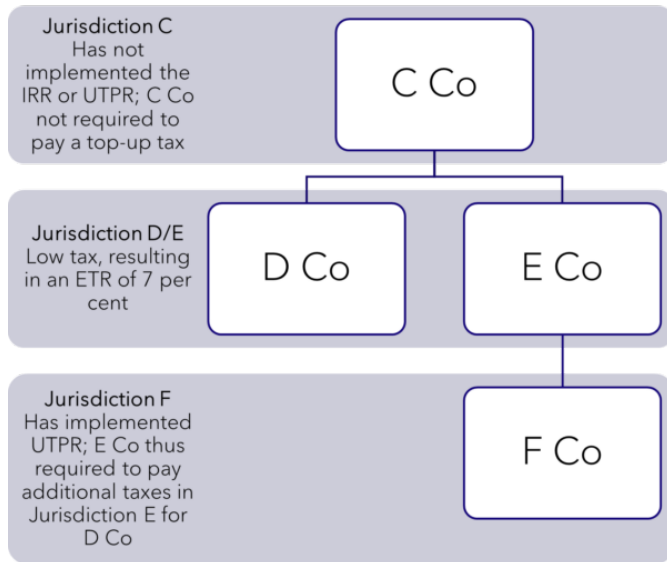 Jurisdiction C
Has not
implemented the
IRR or UTPR; C Co
not required to
pay a top-up tax
C Co
Jurisdiction D/E
Low tax, resulting
in an ETR of 7 per
cent
D Co
E Co
Jurisdiction F
Has implemented
UTPR; E Co thus
required to pay
additional taxes in
Jurisdiction E for
D Co
F Co